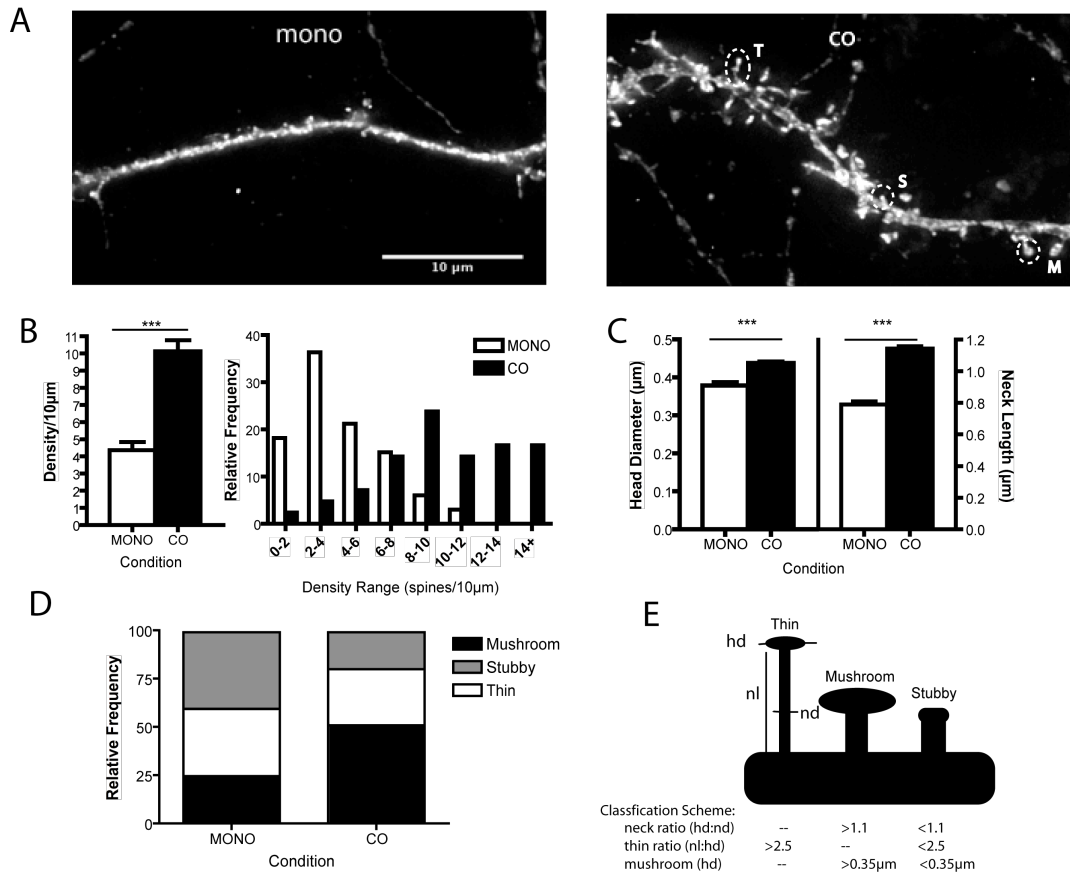 A
mono
10 µm
CO
T
S
M
B
***
Density/10µm
11
10
9
8
7
6
5
4
3
2
1
0
MONO
CO
Condition
Relative Frequency
40
30
20
10
0
MONO
CO
0-2
2-4
4-6
6-8
8-10
10-12
12-14
14+
Density Range (spines/10µm)
C
***
***
Head Diameter (µm)
0.5
0.4
0.3
0.2
0.1
0.0
1.2
1.0
0.8
0.6
0.4
0.2
0.0
Neck Length (µm)
MONO
CO
MONO
CO
Condition
D
Relative Frequency
100
75
50
25
0
Mushroom
Stubby
Thin
MONO
CO
Condition
E
Thin
hd
Mushroom
nl
nd
Stubby
Classfication Scheme:
neck ratio (hd:nd) -- >1.1 <1.1
thin ratio (nl:hd) >2.5 -- <2.5
mushroom (hd) -- >0.35µm <0.35µm